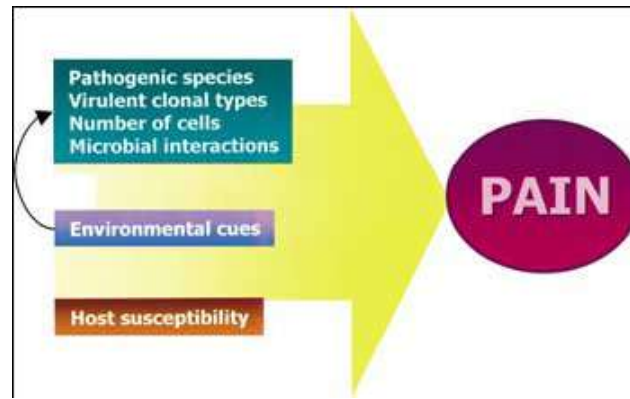 Pathogenic species
Virulent clonal types
Number of cells
Microbial interactions
Environmental cues
Host susceptibility
PAIN